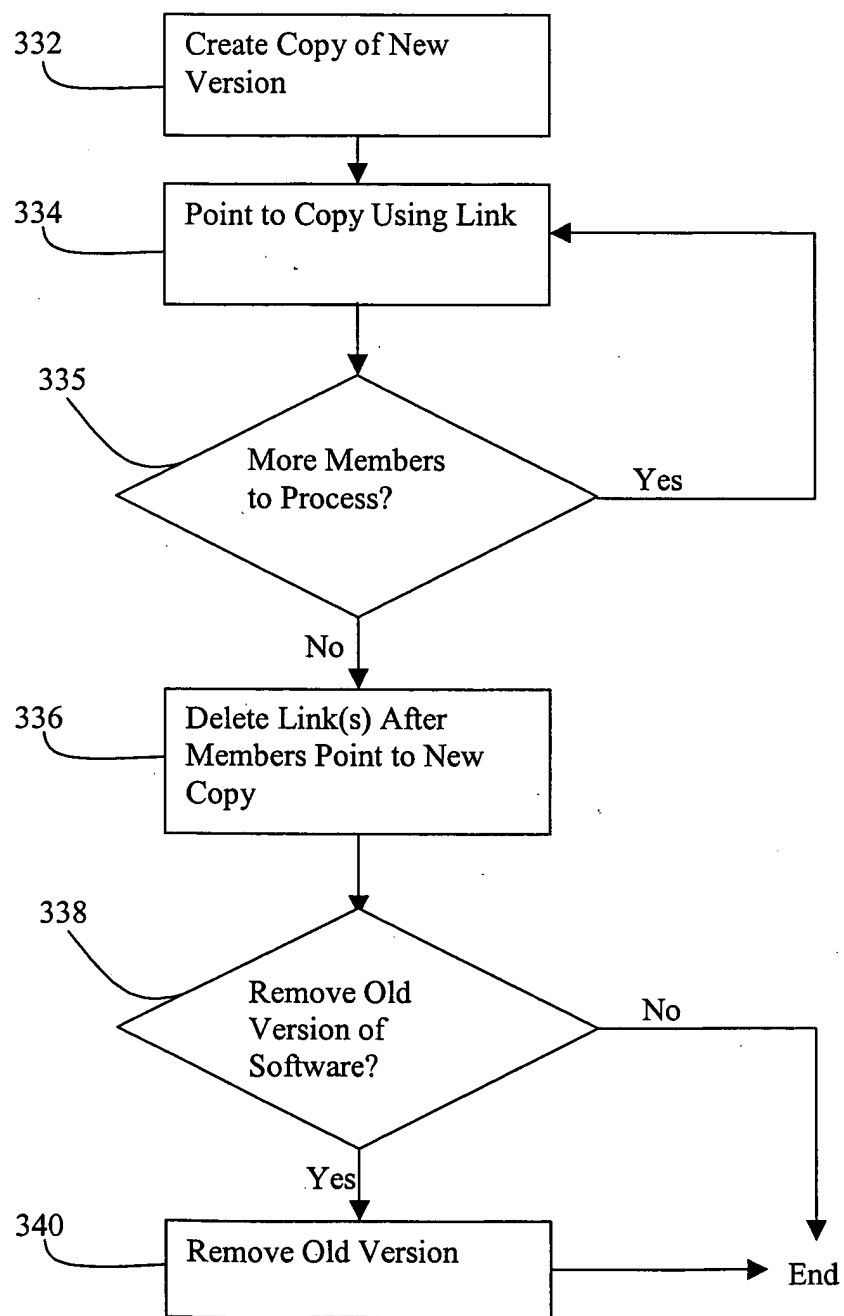 332
Create Copy of New
Version
334
Point to Copy Using Link
335
More Members
to Process?
Yes
No
336
Delete Link(s) After
Members Point to New
Copy
338
Remove Old
Version of
Software?
No
Yes
340
Remove Old Version
End